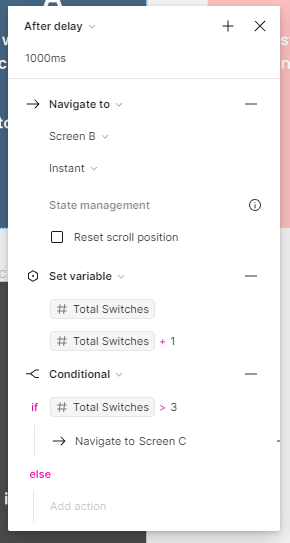 After delay
1000ms
Navigate to
Screen B
Instant
State management
Reset scroll position
Set variable
# Total Switches
# Total Switches + 1
Conditional
if # Total Switches > 3
Navigate to Screen C
else
Add action